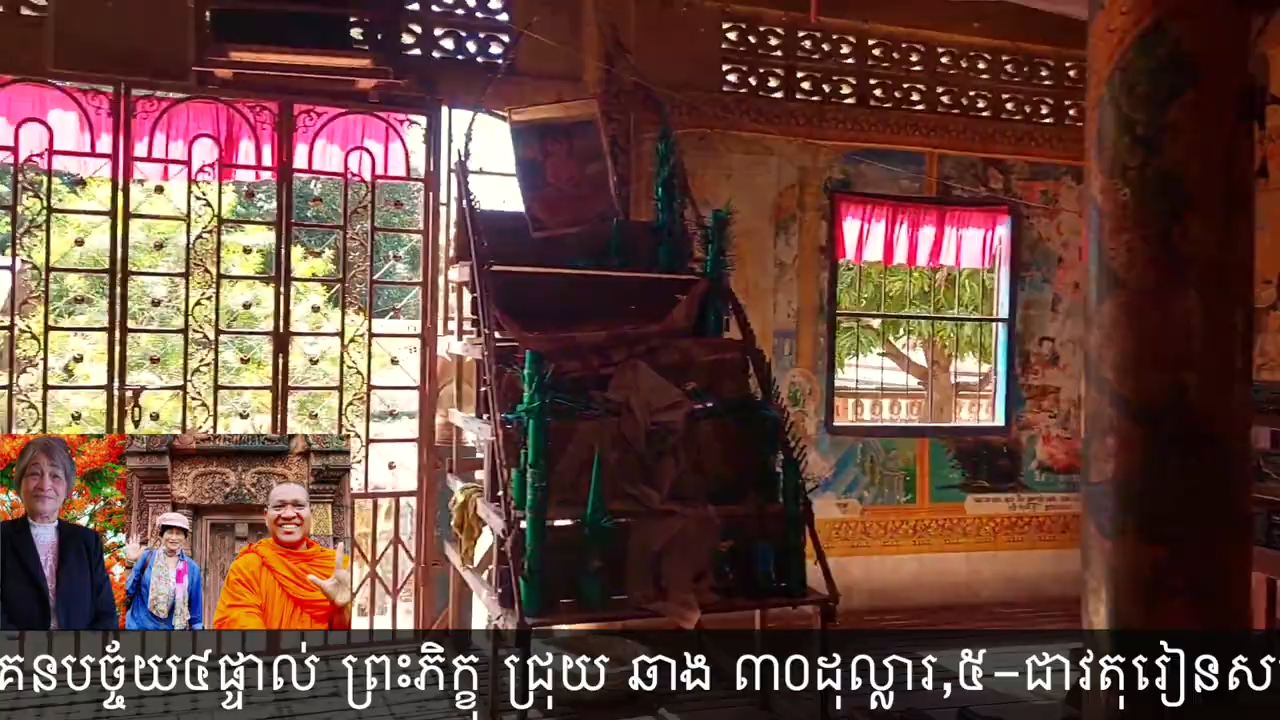 គនបច្ច័យ៤ផ្ទាល់ ព្រះភិក្ខុ ជ្រុយ ឆាង ៣០ដុល្លារ,៥-ជាវតុរៀនស